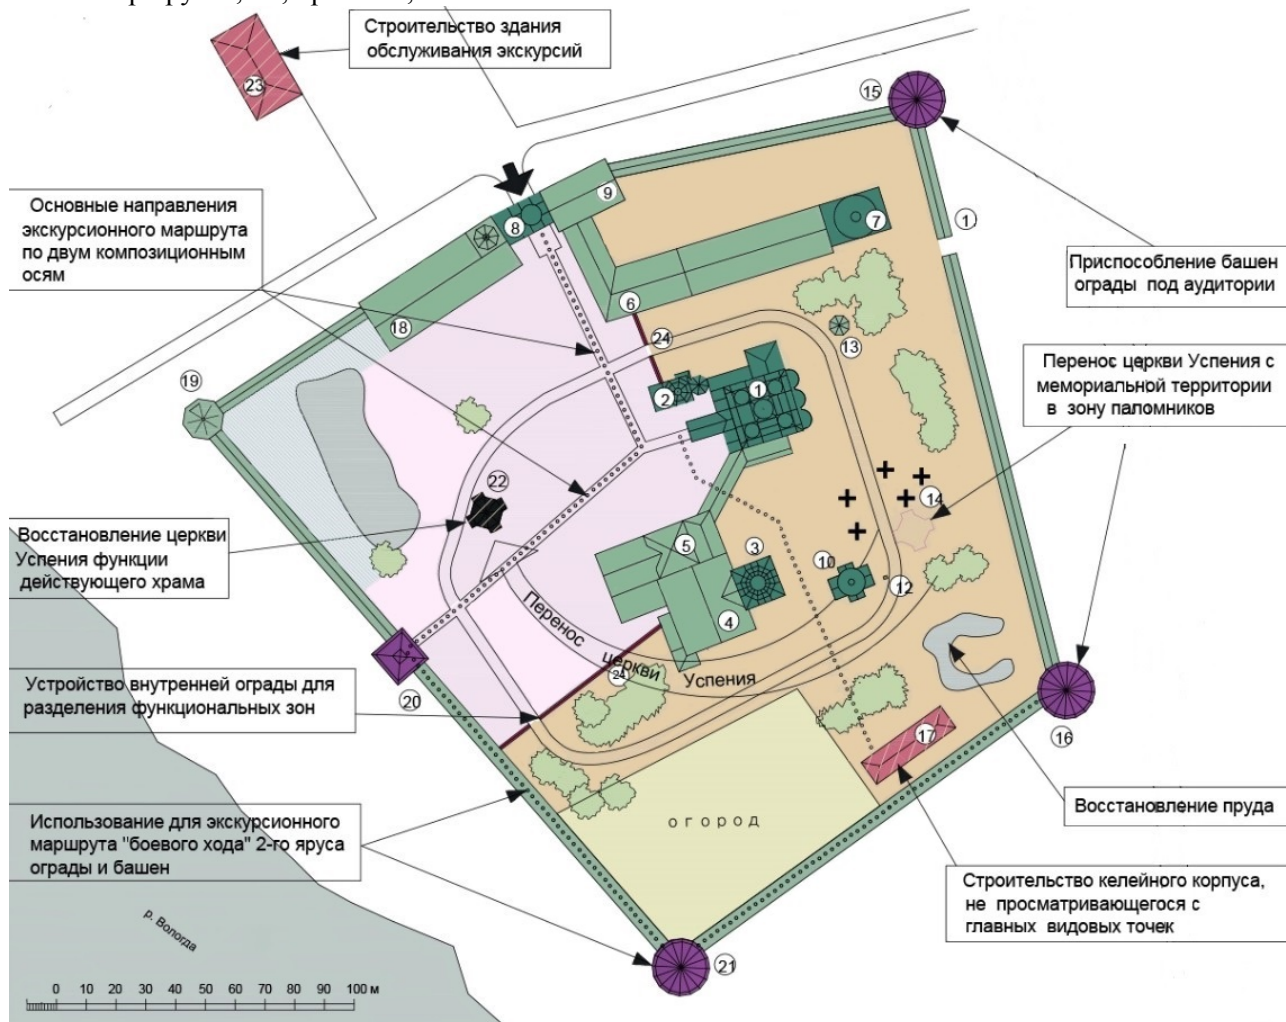 Строительство здания
обслуживания экскурсий
23
15
Основные направления
экскурсионного маршрута
по двум композиционным
осям
9
8
7
1
Приспособление башен
ограды под аудитории
6
18
24
13
Перенос церкви Успения с
мемориальной территории
в зону паломников
19
2
1
22
14
Восстановление церкви
Успения функции
действующего храма
5
3
10
12
4
Перенос церкви Успения
24
20
Устройство внутренней ограды для
разделения функциональных зон
17
16
Восстановление пруда
огород
Использование для экскурсионного
маршрута "боевого хода" 2-го яруса
ограды и башен
Строительство келейного корпуса,
не просматривающегося с
главных видовых точек
р. Вологда
21
0 10 20 30 40 50 60 70 80 90 100 м